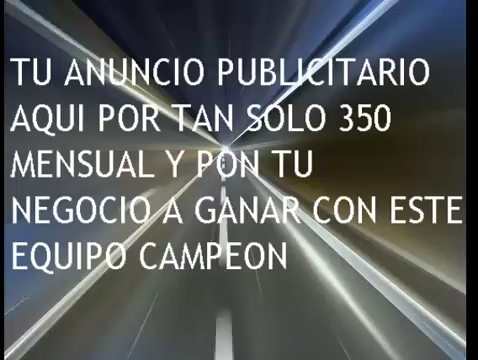 TU ANUNCIO PUBLICITARIO
AQUI POR TAN SOLO 350
MENSUAL Y PON TU
NEGOCIO A GANAR CON ESTE
EQUIPO CAMPEON